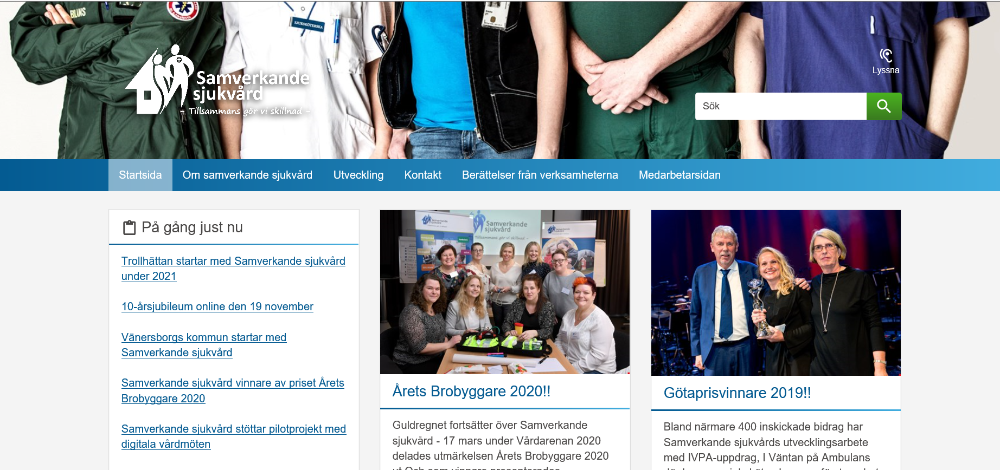 BILANS
SJUKSKÖTERSKA
Samverkande
sjukvård
- Tillsammans gör vi skillnad -
Lyssna
Sök
Startsida
Om samverkande sjukvård
Utveckling
Kontakt
Berättelser från verksamheterna
Medarbetarsidan
På gång just nu
Trollhättan startar med Samverkande sjukvård
under 2021
10-årsjubileum online den 19 november
Vänersborgs kommun startar med
Samverkande sjukvård
Samverkande sjukvård vinnare av priset Årets
Brobyggare 2020
Samverkande sjukvård stöttar pilotprojekt med
digitala vårdmöten
Samverkande
sjukvård
Samverkande
sjukvård
Tillsammans gör vi skillnad -
Samverkande
sjukvård
Årets Brobyggare 2020!!
Guldregnet fortsätter över Samverkande
sjukvård - 17 mars under Vårdarenan 2020
delades utmärkelsen Årets Brobyggare 2020
Götaprisvinnare 2019!!
Bland närmare 400 inskickade bidrag har
Samverkande sjukvårds utvecklingsarbete
med IVPA-uppdrag, I Väntan på Ambulans